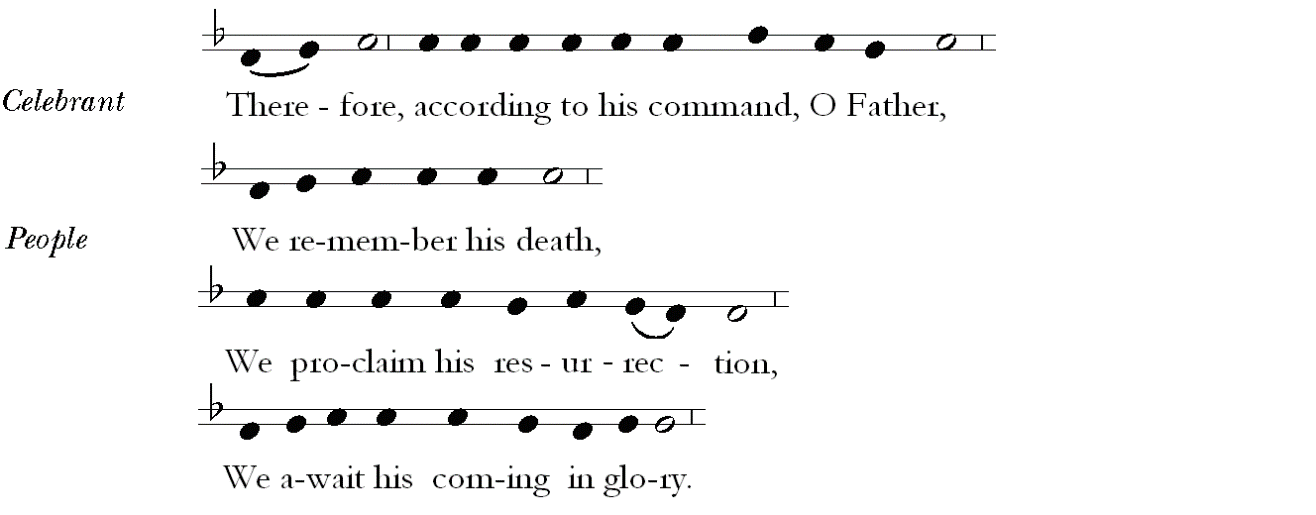 Celebrant There - fore, according to his command, O Father,
People We re-mem-ber his death,
We pro-claim his res - ur - rec - tion,
We a-wait his com-ing in glo-ry.